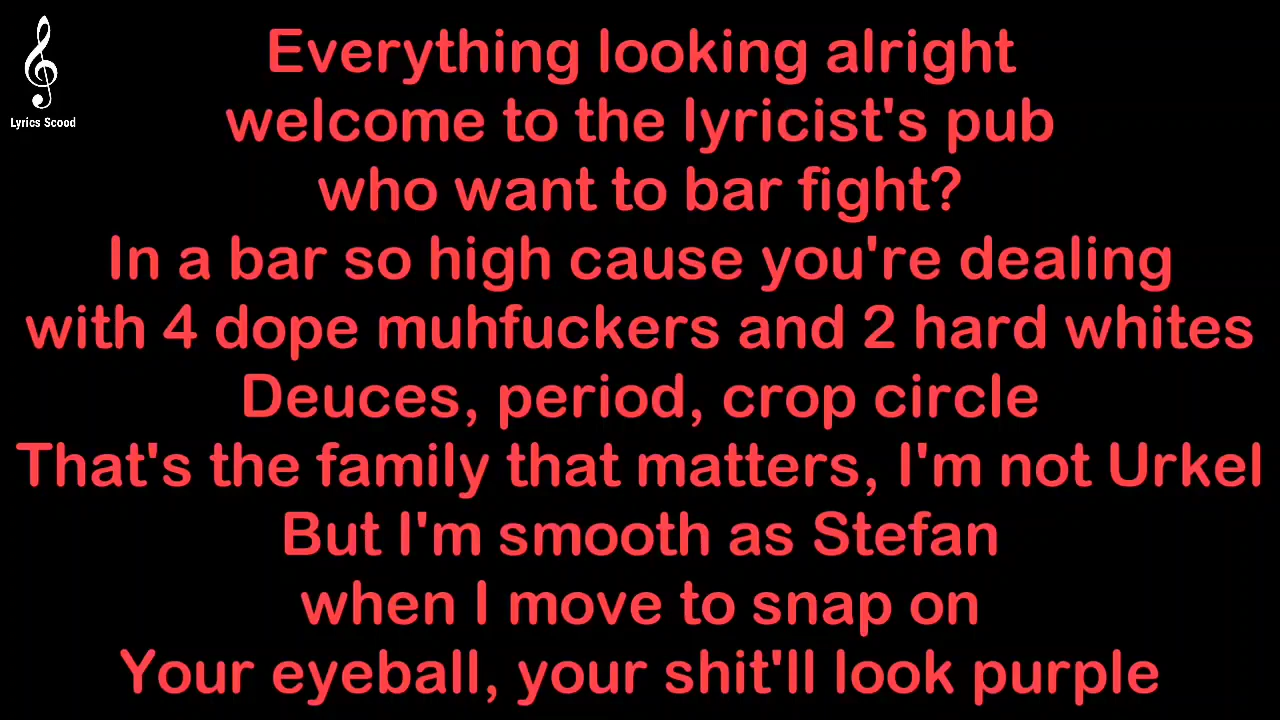 Lyrics Scood
Everything looking alright
welcome to the lyricist's pub
who want to bar fight?
In a bar so high cause you're dealing
with 4 dope muhfuckers and 2 hard whites
Deuces, period, crop circle
That's the family that matters, I'm not Urkel
But I'm smooth as Stefan
when I move to snap on
Your eyeball, your shit'll look purple